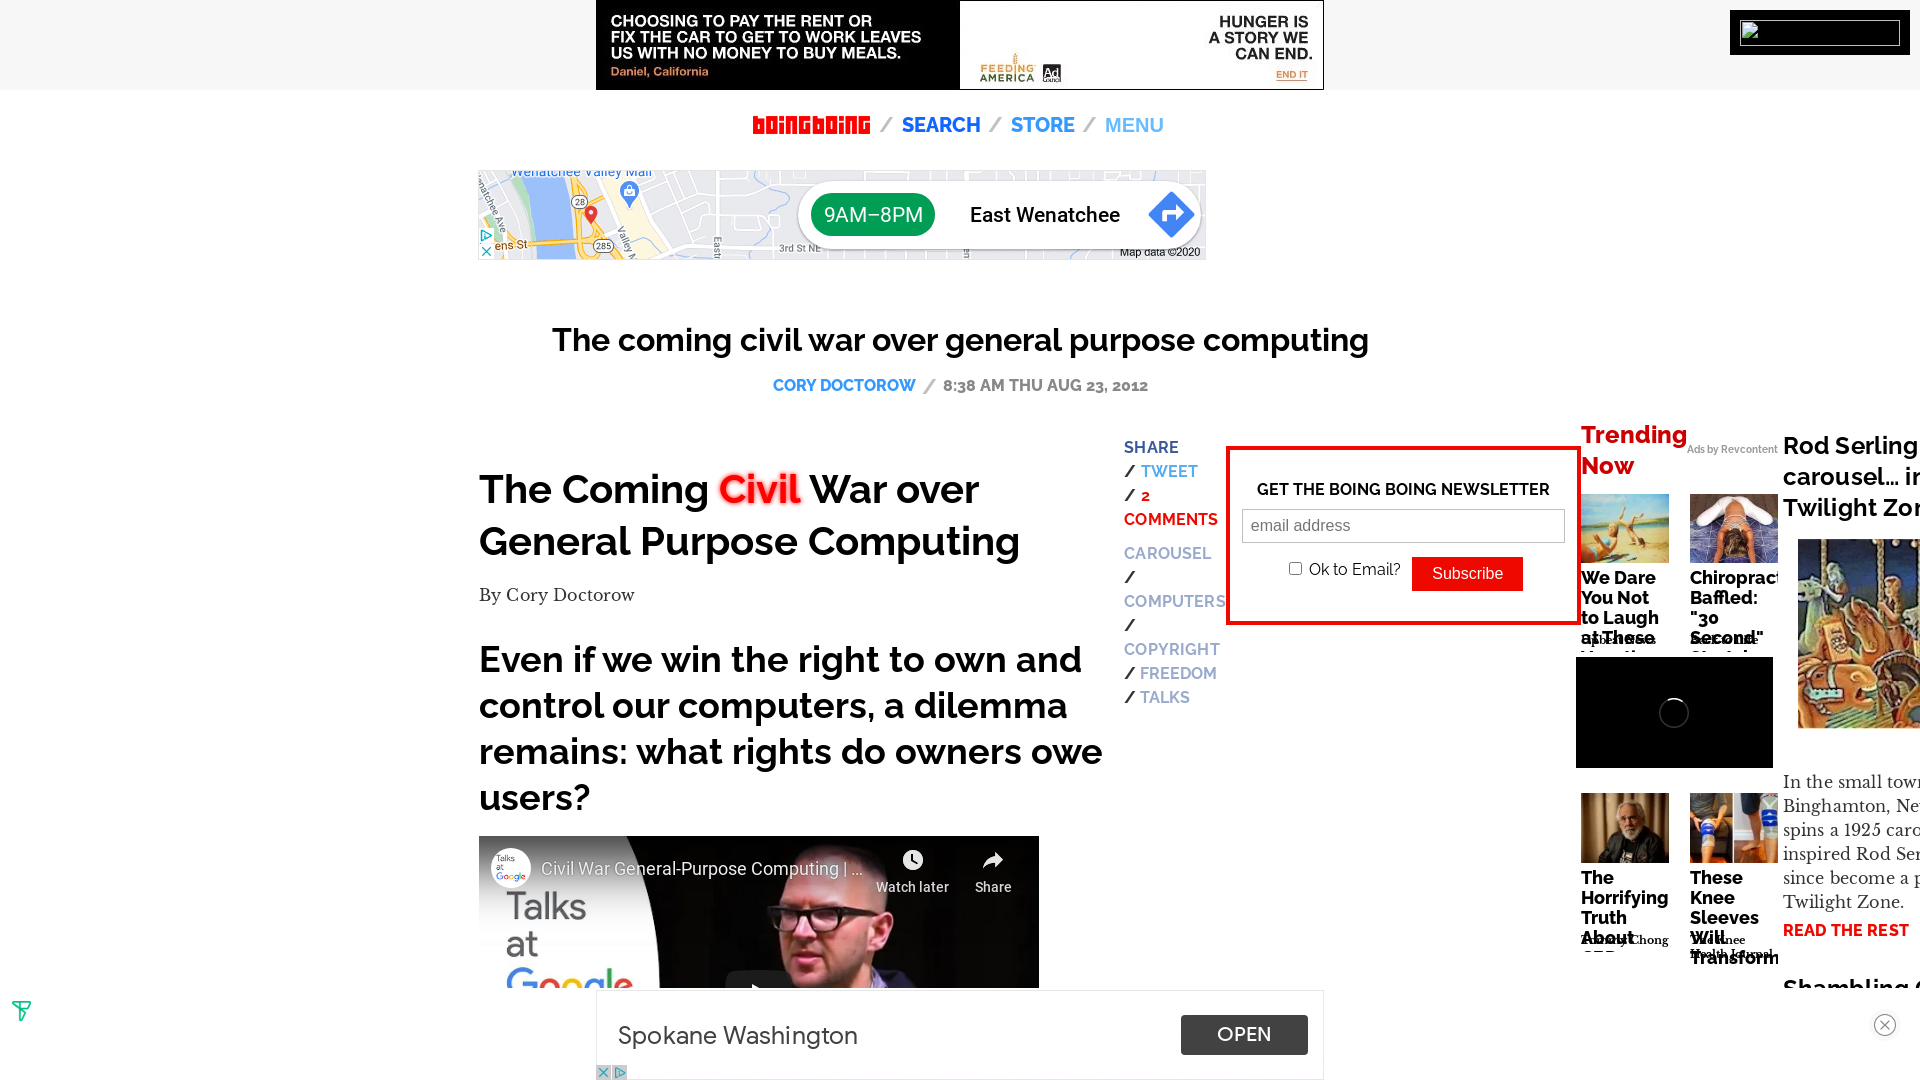 CHOOSING TO PAY THE RENT OR
FIX THE CAR TO GET TO WORK LEAVES
US WITH NO MONEY TO BUY MEALS.
Daniel, California
FEEDING
AMERICA
Ad
HUNGER IS
A STORY WE
CAN END.
END IT
boingboing / SEARCH / STORE / MENU
Wenatchee Valley Mall
28
285
3rd St NE
9AM–8PM
East Wenatchee
Map data ©2020
The coming civil war over general purpose computing
CORY DOCTOROW / 8:38 AM THU AUG 23, 2012
The Coming Civil War over
General Purpose Computing
By Cory Doctorow
Even if we win the right to own and
control our computers, a dilemma
remains: what rights do owners owe
users?
Talks
at
Google
Civil War General-Purpose Computing | ...
Watch later
Share
Talks
at
Google
SHARE
/ TWEET
/ 2
COMMENTS
CAROUSEL
/
COMPUTERS
/
COPYRIGHT
/ FREEDOM
/ TALKS
GET THE BOING BOING NEWSLETTER
email address
Ok to Email?
Subscribe
Trending
Now
Ads by Revcontent
We Dare
You Not
to Laugh
at These
Chiropract
Baffled:
"30
Second"
The
Horrifying
Truth
About
Tommy Chong
These
Knee
Sleeves
Will
Transform
The Knee
Health Journal
Rod Serling
carousel… in
Twilight Zon
In the small town
Binghamton, Ne
spins a 1925 caro
inspired Rod Ser
since become a p
Twilight Zone.
READ THE REST
Shambling
Spokane Washington
OPEN